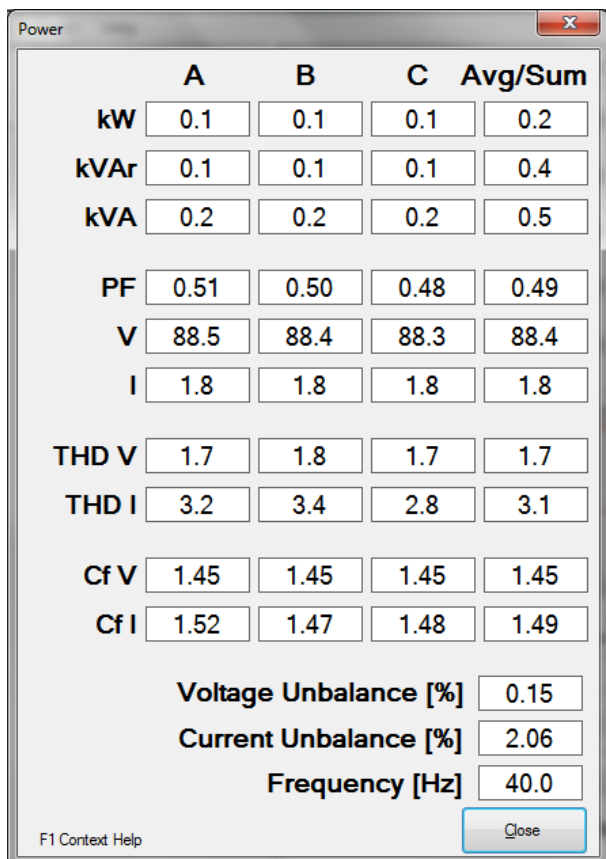 Power
A B C Avg/Sum
kW 0.1 0.1 0.1 0.2
kVAr 0.1 0.1 0.1 0.4
kVA 0.2 0.2 0.2 0.5
PF 0.51 0.50 0.48 0.49
V 88.5 88.4 88.3 88.4
I 1.8 1.8 1.8 1.8
THD V 1.7 1.8 1.7 1.7
THD I 3.2 3.4 2.8 3.1
Cf V 1.45 1.45 1.45 1.45
Cf I 1.52 1.47 1.48 1.49
Voltage Unbalance [%] 0.15
Current Unbalance [%] 2.06
Frequency [Hz] 40.0
F1 Context Help Close